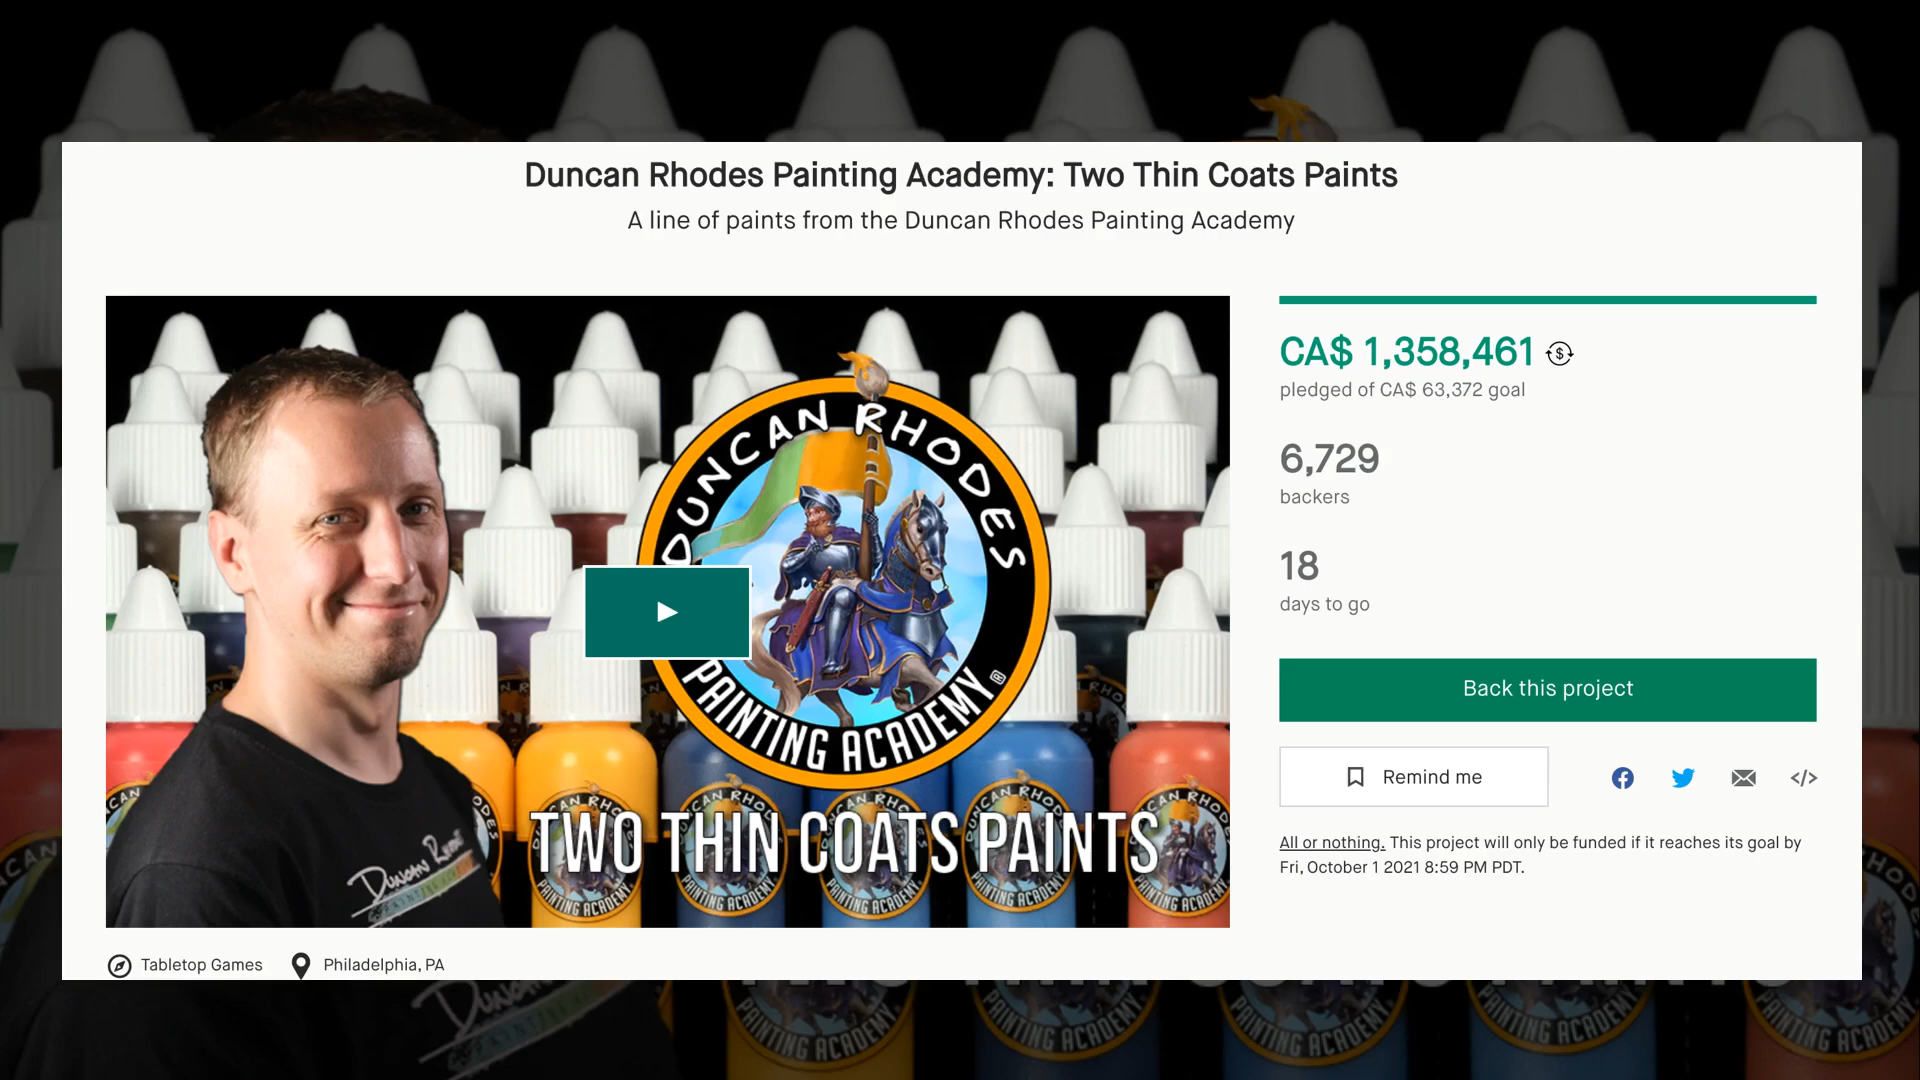 Duncan Rhodes Painting Academy: Two Thin Coats Paints
A line of paints from the Duncan Rhodes Painting Academy
DUNCAN RHODES
PAINTING ACADEMY
®
TWO THIN COATS PAINTS
Duncan Rhodes
CA$ 1,358,461
pledged of CA$ 63,372 goal
6,729
backers
18
days to go
Back this project
Remind me
All or nothing. This project will only be funded if it reaches its goal by
Fri, October 1 2021 8:59 PM PDT.
Tabletop Games
Philadelphia, PA